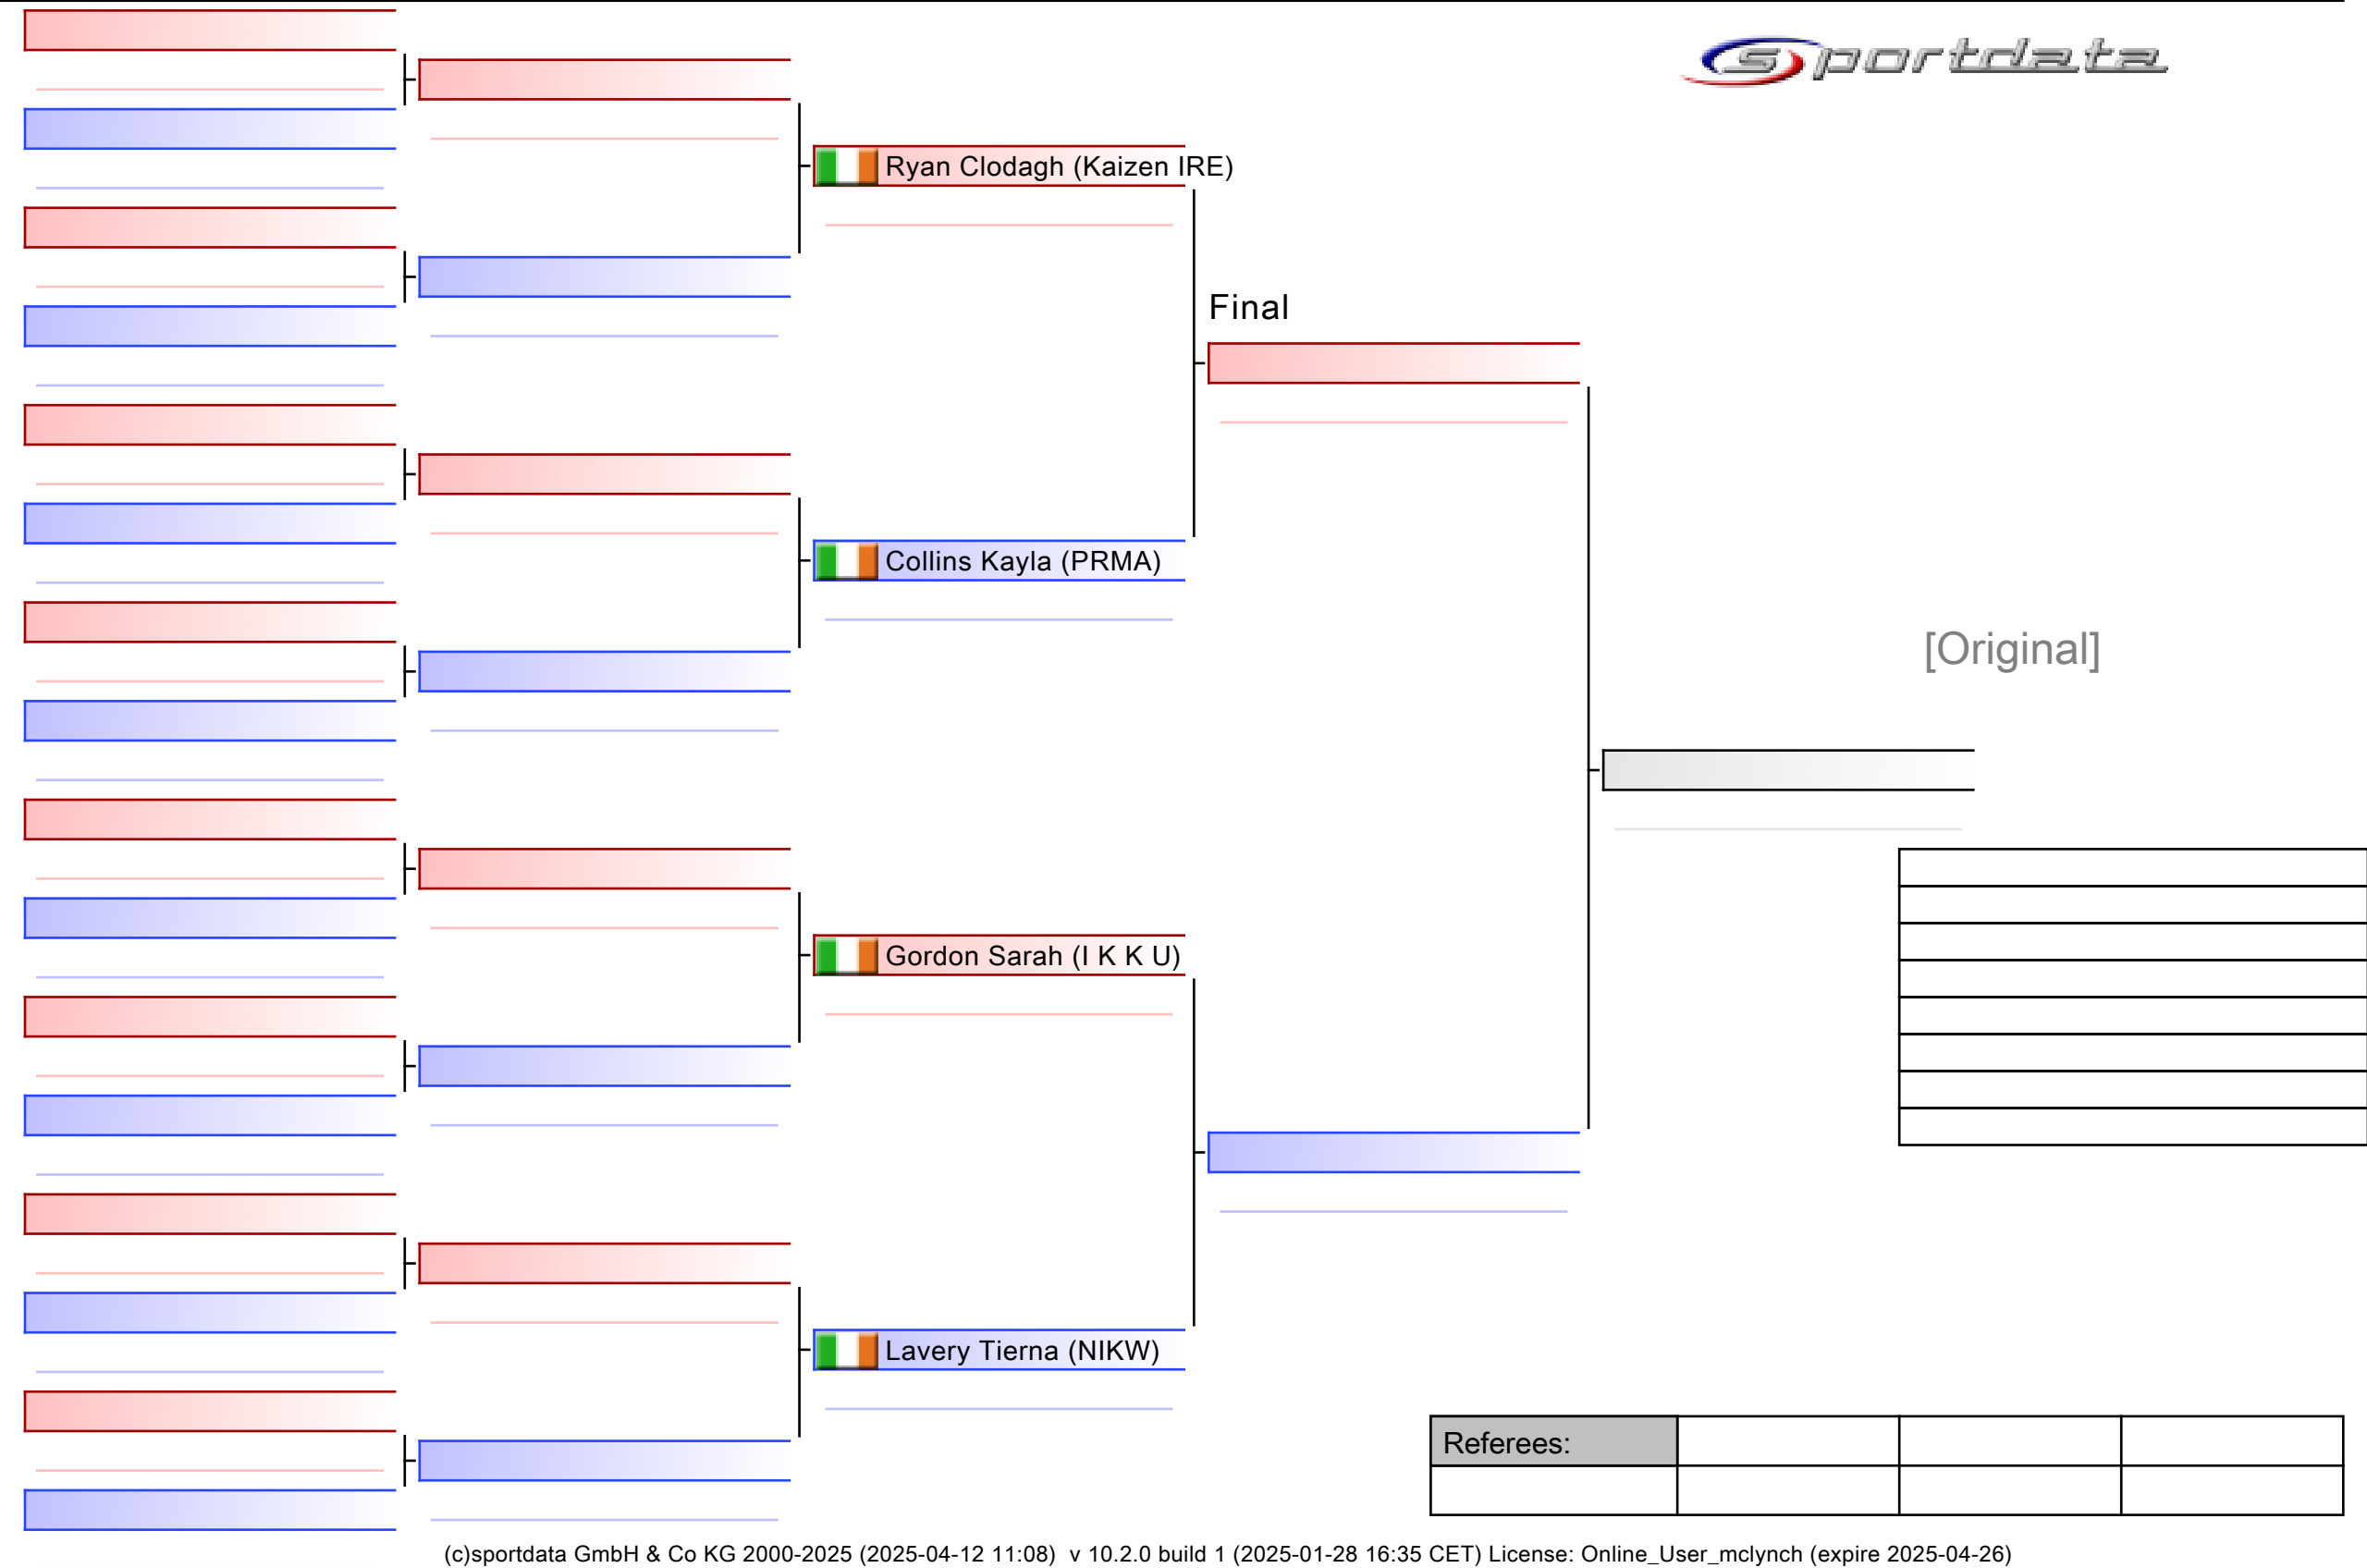 sportdata
Ryan Clodagh (Kaizen IRE)
Final
Collins Kayla (PRMA)
[Original]
Gordon Sarah (I K K U)
Lavery Tierna (NIKW)
Referees:
(c)sportdata GmbH & Co KG 2000-2025 (2025-04-12 11:08)  v 10.2.0 build 1 (2025-01-28 16:35 CET) License: Online_User_mclynch (expire 2025-04-26)